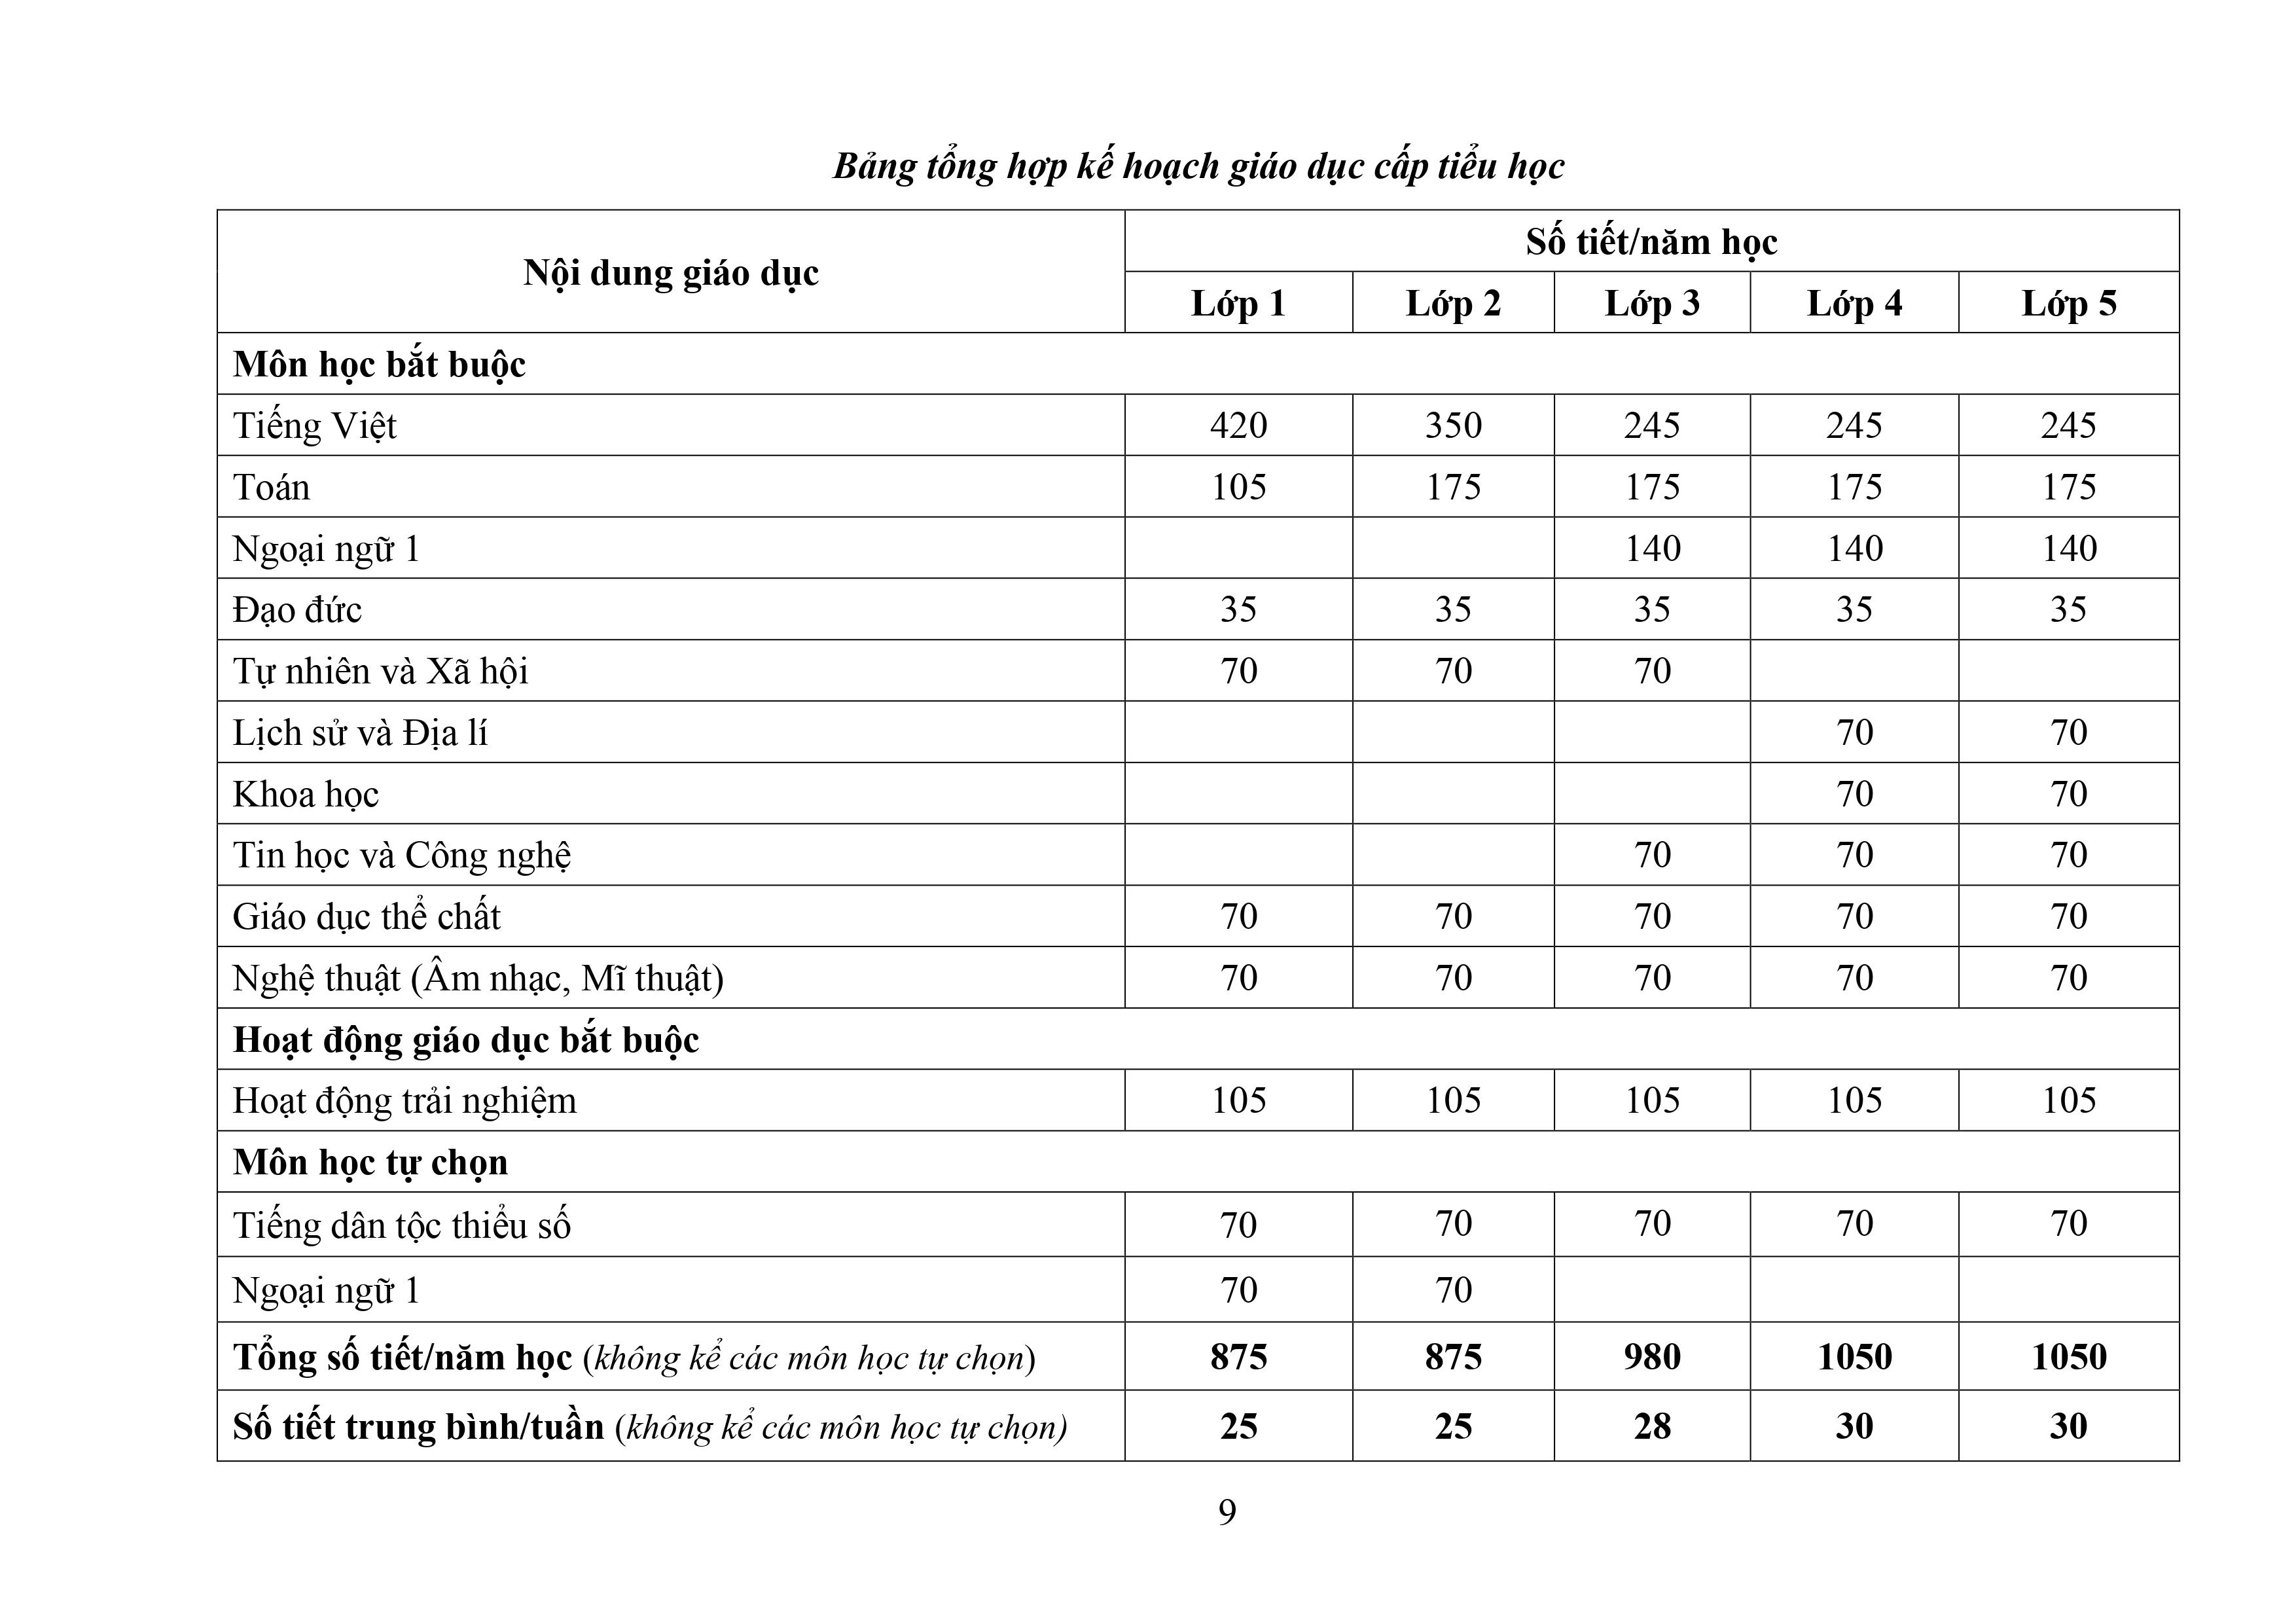 Bảng tổng hợp kế hoạch giáo dục cấp tiểu học
Nội dung giáo dục
Số tiết/năm học
Lớp 1 Lớp 2 Lớp 3 Lớp 4 Lớp 5
Môn học bắt buộc
Tiếng Việt 420 350 245 245 245
Toán 105 175 175 175 175
Ngoại ngữ 1 140 140 140
Đạo đức 35 35 35 35 35
Tự nhiên và Xã hội 70 70 70
Lịch sử và Địa lí 70 70
Khoa học 70 70
Tin học và Công nghệ 70 70 70
Giáo dục thể chất 70 70 70 70 70
Nghệ thuật (Âm nhạc, Mĩ thuật) 70 70 70 70 70
Hoạt động giáo dục bắt buộc
Hoạt động trải nghiệm 105 105 105 105 105
Môn học tự chọn
Tiếng dân tộc thiểu số 70 70 70 70 70
Ngoại ngữ 1 70 70
Tổng số tiết/năm học (không kể các môn học tự chọn) 875 875 980 1050 1050
Số tiết trung bình/tuần (không kể các môn học tự chọn) 25 25 28 30 30
9